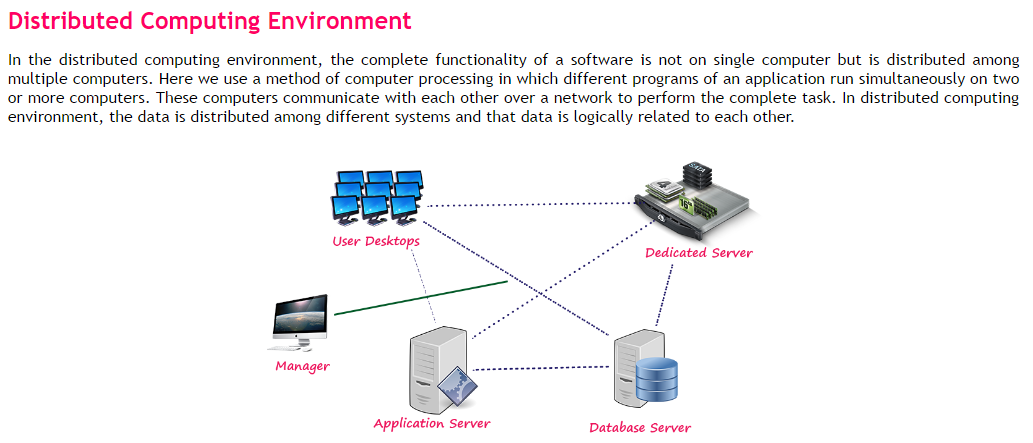 Distributed Computing Environment
In the distributed computing environment, the complete functionality of a software is not on single computer but is distributed among
multiple computers. Here we use a method of computer processing in which different programs of an application run simultaneously on two
or more computers. These computers communicate with each other over a network to perform the complete task. In distributed computing
environment, the data is distributed among different systems and that data is logically related to each other.
User Desktops
Dedicated Server
Manager
Application Server
Database Server